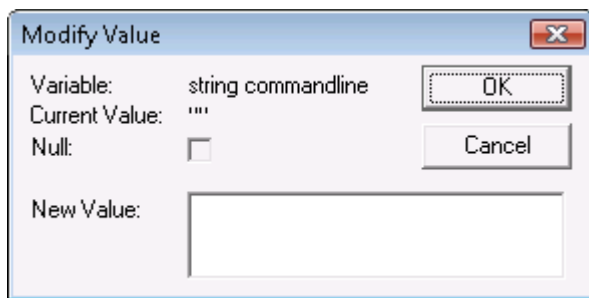 Modify Value
Variable: string commandline
Current Value: ""
Null:
New Value:
OK
Cancel